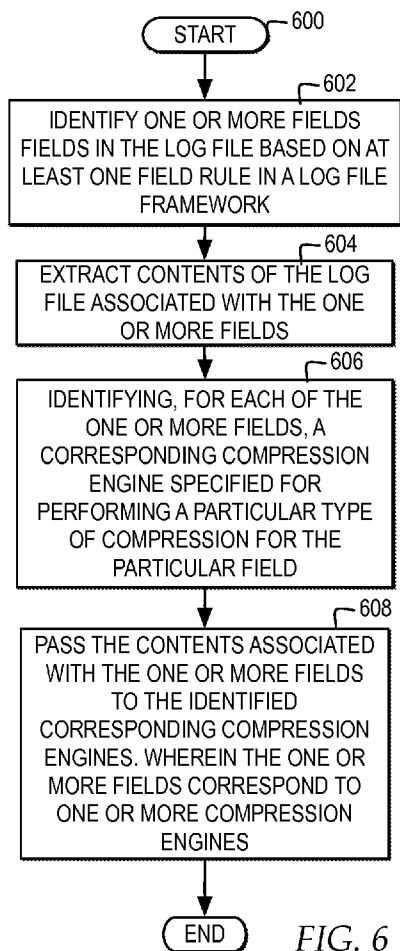 START
600
602
IDENTIFY ONE OR MORE FIELDS
FIELDS IN THE LOG FILE BASED ON AT
LEAST ONE FIELD RULE IN A LOG FILE
FRAMEWORK
604
EXTRACT CONTENTS OF THE LOG
FILE ASSOCIATED WITH THE ONE
OR MORE FIELDS
606
IDENTIFYING, FOR EACH OF THE
ONE OR MORE FIELDS, A
CORRESPONDING COMPRESSION
ENGINE SPECIFIED FOR
PERFORMING A PARTICULAR TYPE
OF COMPRESSION FOR THE
PARTICULAR FIELD
608
PASS THE CONTENTS ASSOCIATED
WITH THE ONE OR MORE FIELDS
TO THE IDENTIFIED
CORRESPONDING COMPRESSION
ENGINES. WHEREIN THE ONE OR
MORE FIELDS CORRESPOND TO
ONE OR MORE COMPRESSION
ENGINES
END
FIG. 6